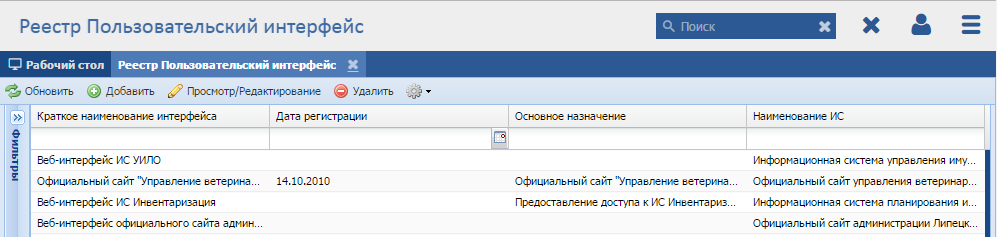 Реестр Пользовательский интерфейс
Поиск
Рабочий стол Реестр Пользовательский интерфейс
Обновить Добавить Просмотр/Редактирование Удалить
Фильтры
Краткое наименование интерфейса Дата регистрации Основное назначение Наименование ИС
Веб-интерфейс ИС УИЛО Информационная система управления иму...
Официальный сайт "Управление ветерина... 14.10.2010 Официальный сайт "Управление ветерина... Официальный сайт управления ветеринар...
Веб-интерфейс ИС Инвентаризация Предоставление доступа к ИС Инвентариз... Информационная система планирования и...
Веб-интерфейс официального сайта админ... Официальный сайт администрации Липецк...